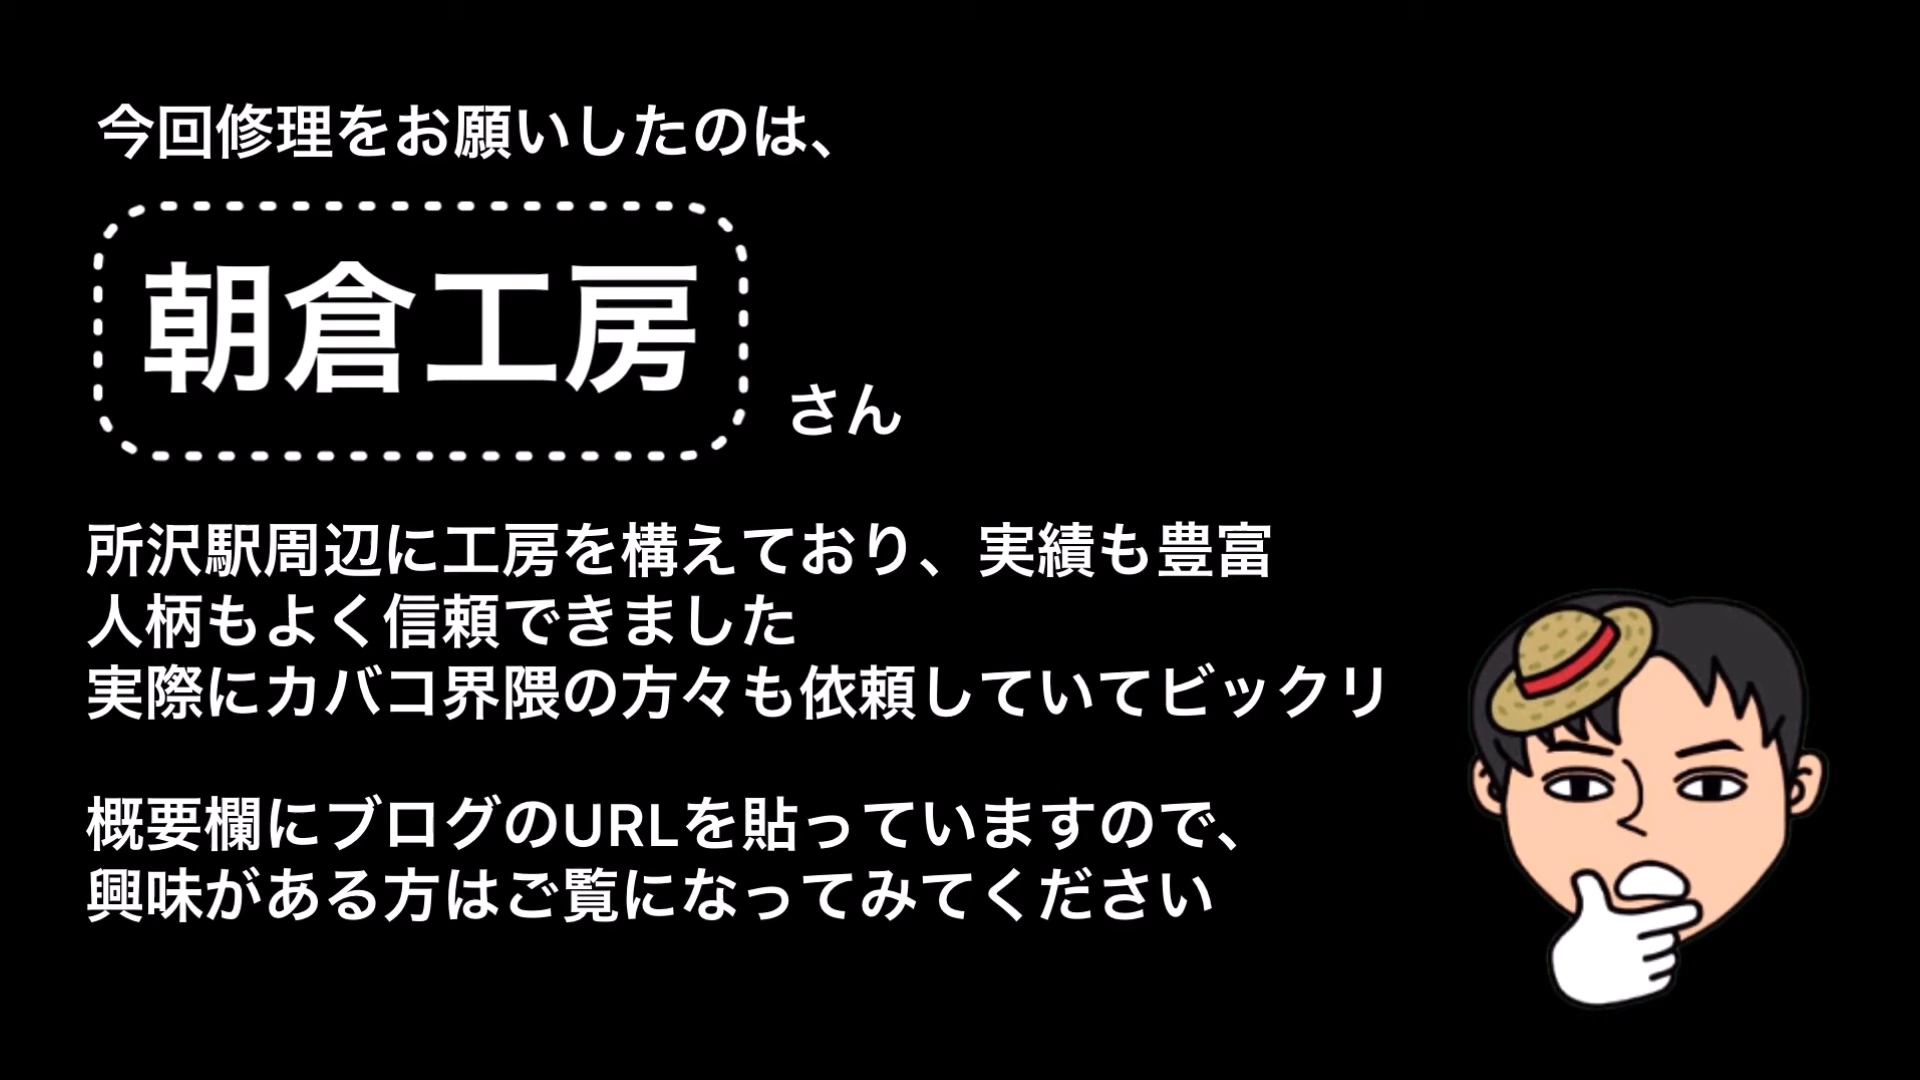 今回修理をお願いしたのは、
朝倉工房
さん
所沢駅周辺に工房を構えており、実績も豊富
人柄もよく信頼できました
実際にカバコ界隈の方々も依頼していてビックリ
概要欄にブログのURLを貼っていますので、
興味がある方はご覧になってみてください